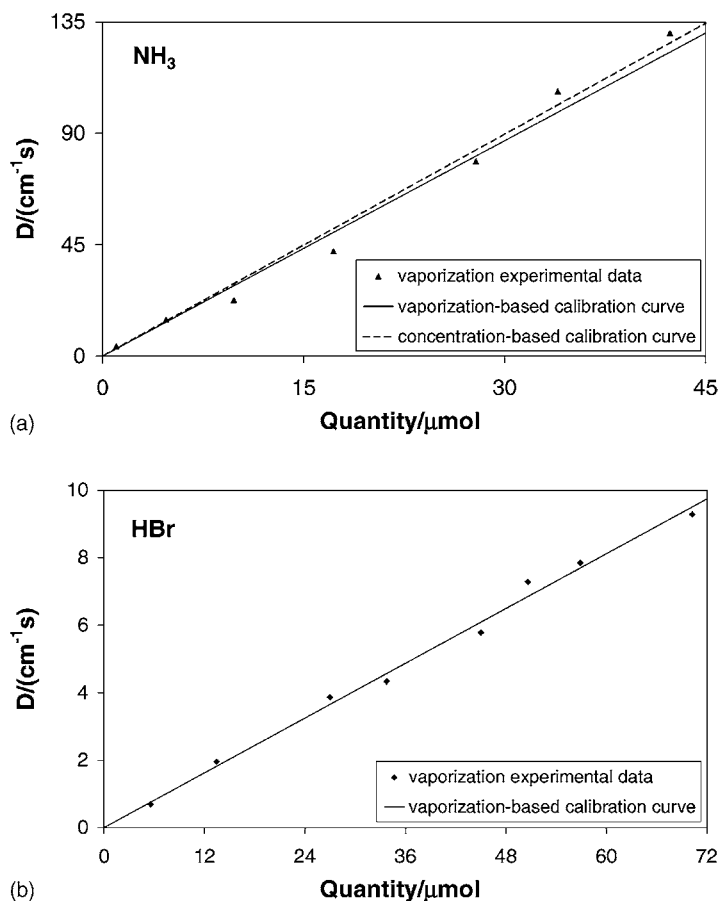 135
NH₃
90
D/(cm⁻¹s)
45
vaporization experimental data
vaporization-based calibration curve
concentration-based calibration curve
0
0 15 30 45
(a)
Quantity/μmol
10
HBr
8
6
D/(cm⁻¹s)
4
2
vaporization experimental data
vaporization-based calibration curve
0
0 12 24 36 48 60 72
(b)
Quantity/μmol